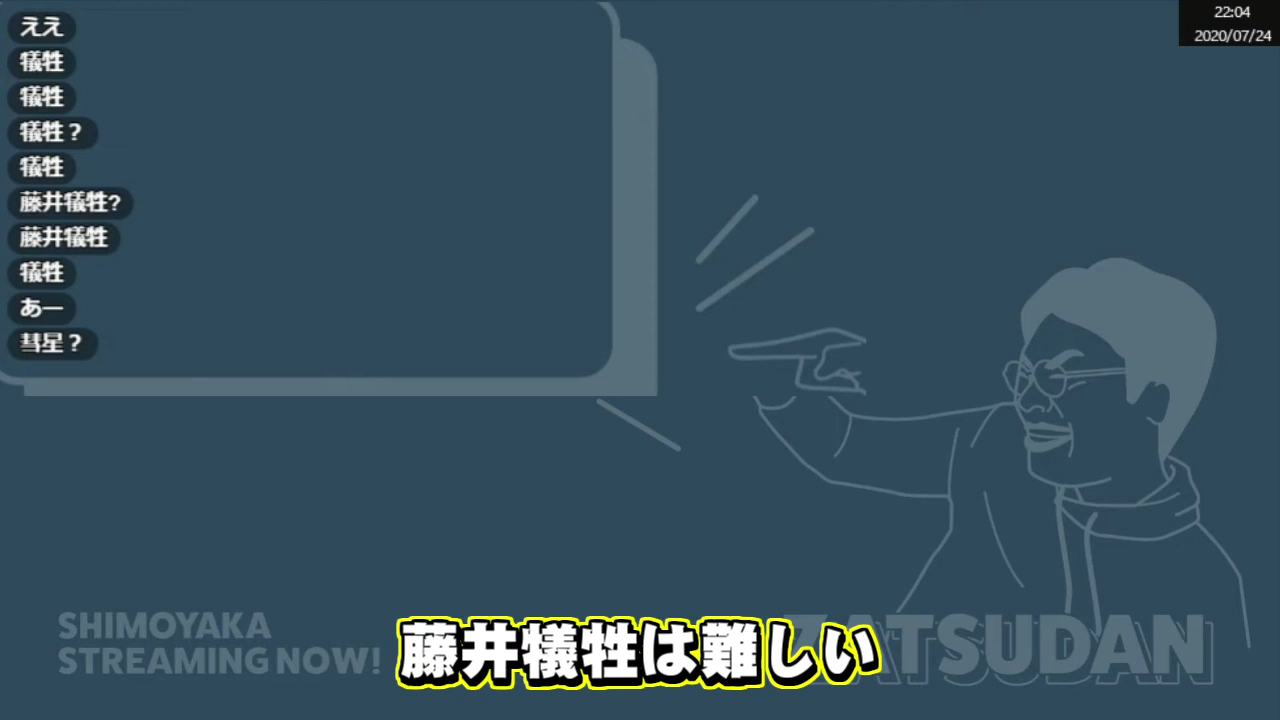 ええ
犠牲
犠牲
犠牲？
犠牲
藤井犠牲?
藤井犠牲
犠牲
あー
彗星？
22:04
2020/07/24
SHIMOYAKA
STREAMING NOW!
ZATSUDAN
藤井犠牲は難しい